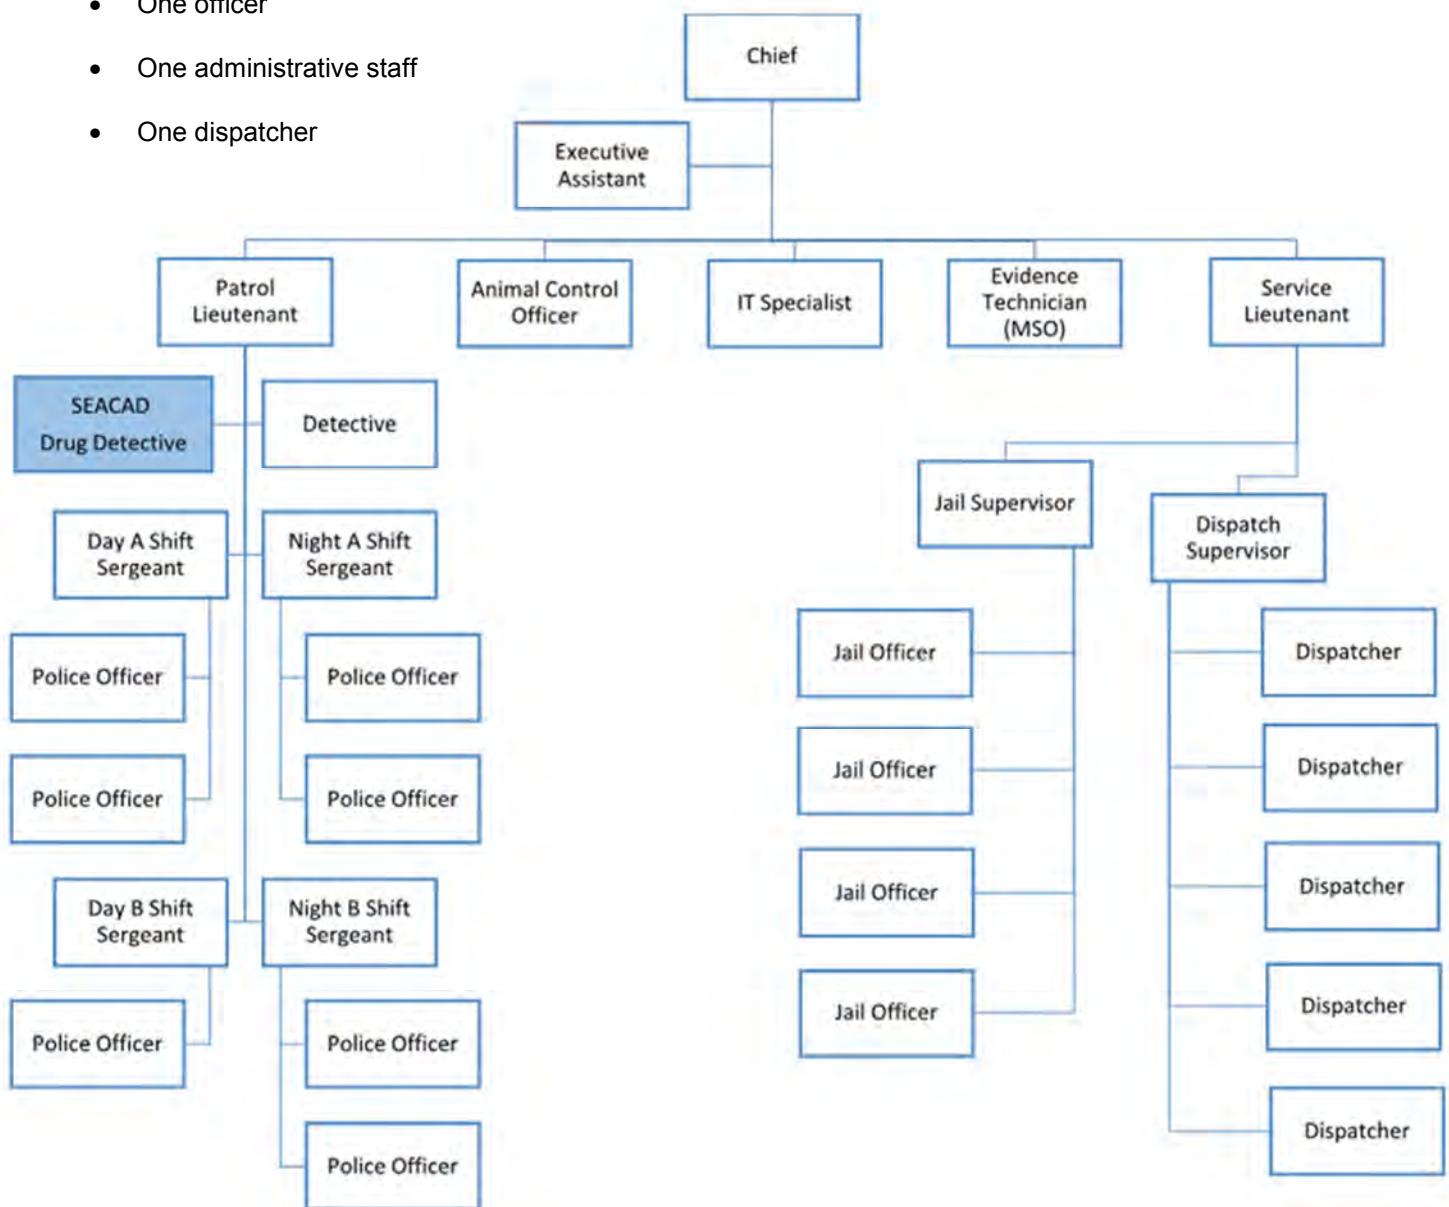 • One officer
• One administrative staff
• One dispatcher
Chief
Executive
Assistant
Patrol
Lieutenant
Animal Control
Officer
IT Specialist
Evidence
Technician
(MSO)
Service
Lieutenant
SEACAD
Drug Detective
Detective
Day A Shift
Sergeant
Night A Shift
Sergeant
Police Officer
Police Officer
Police Officer
Police Officer
Day B Shift
Sergeant
Night B Shift
Sergeant
Police Officer
Police Officer
Police Officer
Jail Supervisor
Dispatch
Supervisor
Jail Officer
Jail Officer
Jail Officer
Jail Officer
Dispatcher
Dispatcher
Dispatcher
Dispatcher
Dispatcher